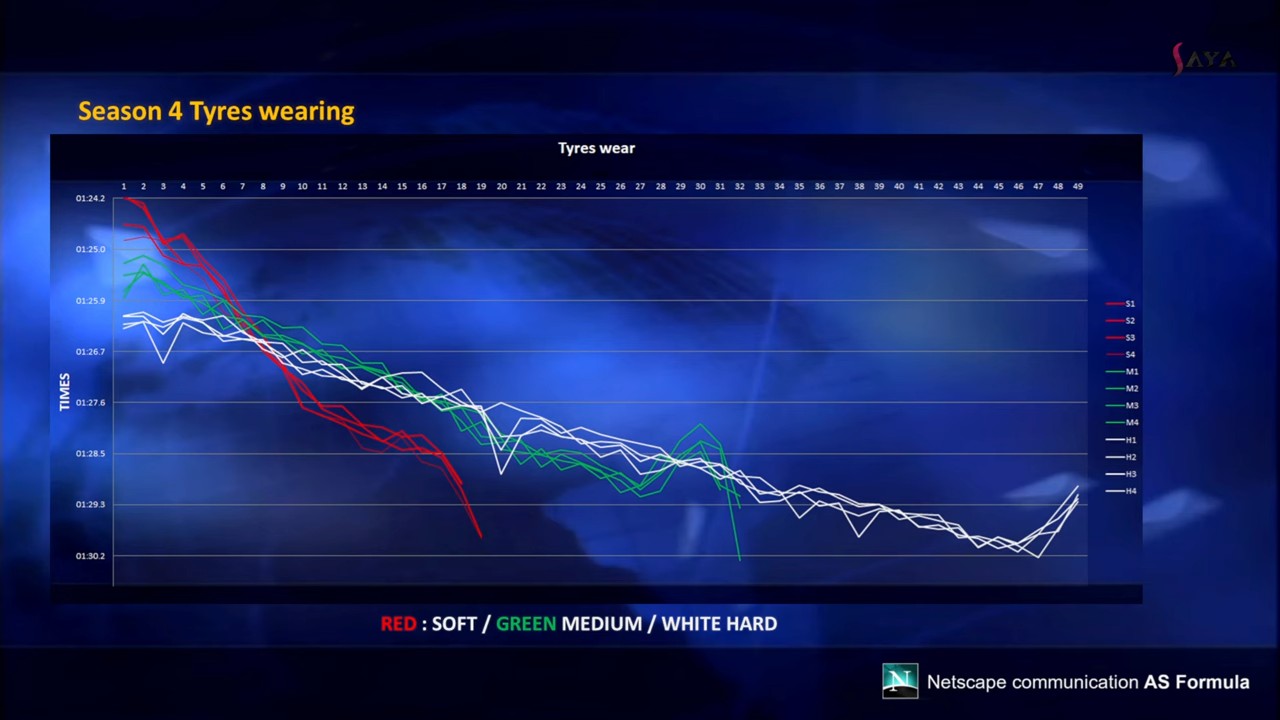 SAYA
Season 4 Tyres wearing
Tyres wear
1 2 3 4 5 6 7 8 9 10 11 12 13 14 15 16 17 18 19 20 21 22 23 24 25 26 27 28 29 30 31 32 33 34 35 36 37 38 39 40 41 42 43 44 45 46 47 48 49
01:24.2
01:25.0
01:25.9
01:26.7
01:27.6
01:28.5
01:29.3
01:30.2
TIMES
S1
S2
S3
S4
M1
M2
M3
M4
H1
H2
H3
H4
RED : SOFT / GREEN MEDIUM / WHITE HARD
N Netscape communication AS Formula